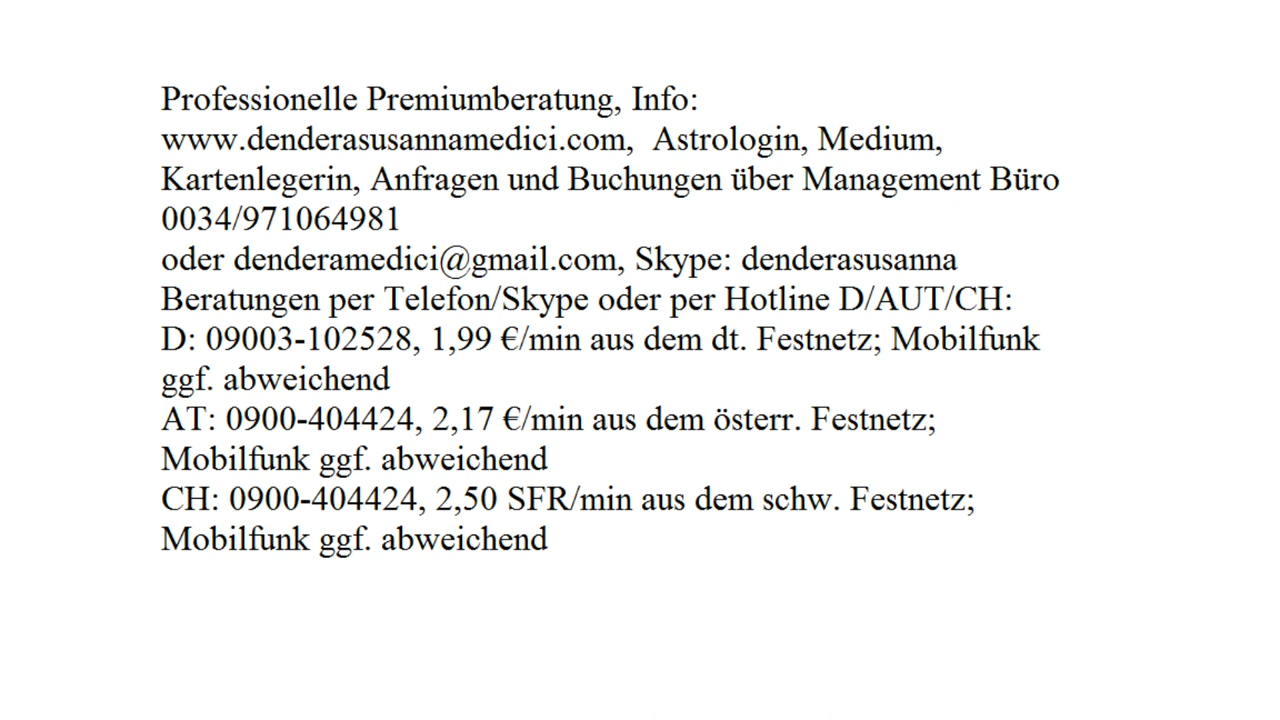 Professionelle Premiumberatung, Info:
www.denderasusannamedici.com,  Astrologin, Medium,
Kartenlegerin, Anfragen und Buchungen über Management Büro
0034/971064981
oder denderamedici@gmail.com, Skype: denderasusanna
Beratungen per Telefon/Skype oder per Hotline D/AUT/CH:
D: 09003-102528, 1,99 €/min aus dem dt. Festnetz; Mobilfunk
ggf. abweichend
AT: 0900-404424, 2,17 €/min aus dem österr. Festnetz;
Mobilfunk ggf. abweichend
CH: 0900-404424, 2,50 SFR/min aus dem schw. Festnetz;
Mobilfunk ggf. abweichend